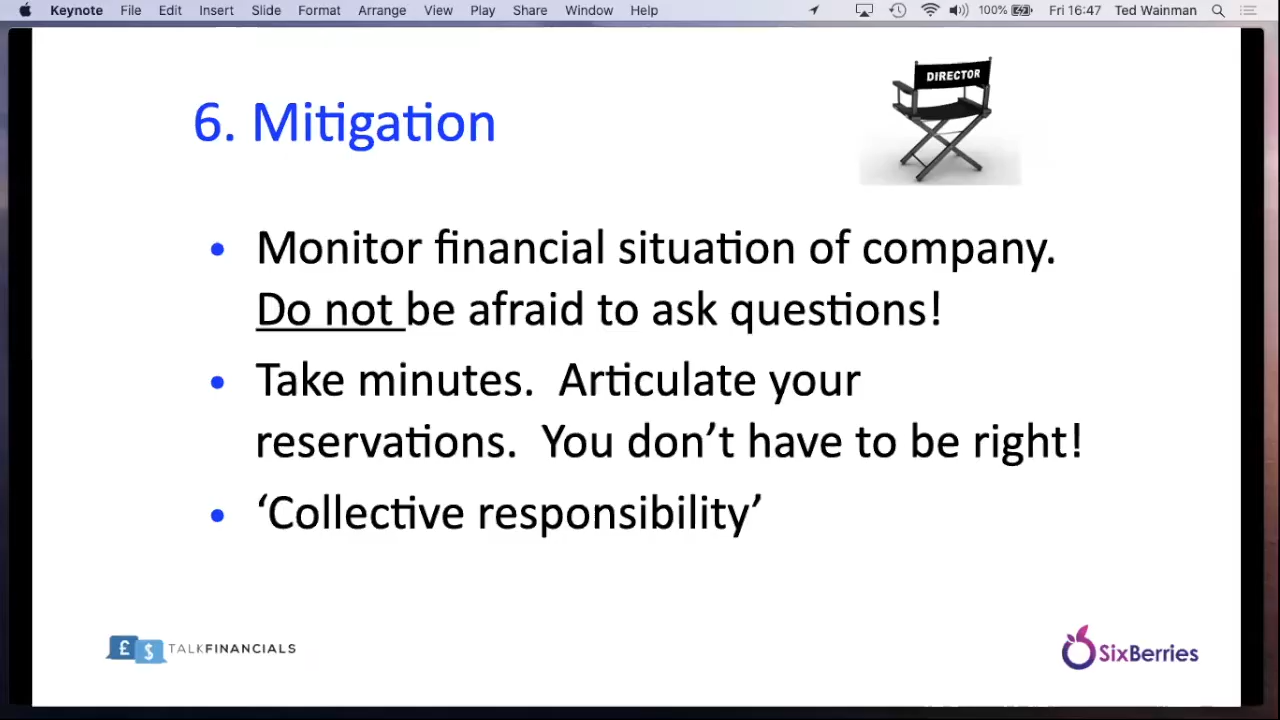 Keynote File Edit Insert Slide Format Arrange View Play Share Window Help 100% Fri 16:47 Ted Wainman
DIRECTOR
6. Mitigation
• Monitor financial situation of company.
Do not be afraid to ask questions!
• Take minutes.  Articulate your
reservations.  You don’t have to be right!
• ‘Collective responsibility’
£ $ TALKFINANCIALS
SixBerries